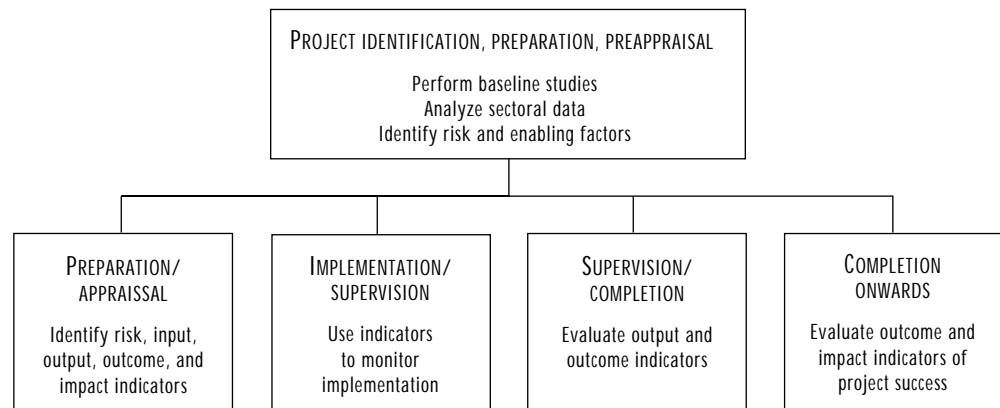 PROJECT IDENTIFICATION, PREPARATION, PREAPPRAISAL
Perform baseline studies
Analyze sectoral data
Identify risk and enabling factors
PREPARATION/
APPRAISSAL
Identify risk, input,
output, outcome, and
impact indicators
IMPLEMENTATION/
SUPERVISION
Use indicators
to monitor
implementation
SUPERVISION/
COMPLETION
Evaluate output and
outcome indicators
COMPLETION
ONWARDS
Evaluate outcome and
impact indicators of
project success